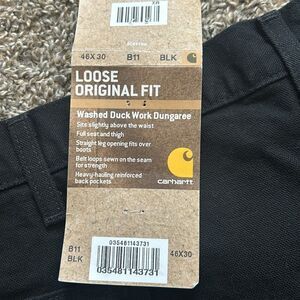 46X30 B11 BLK
LOOSE
ORIGINAL FIT
Washed Duck Work Dungaree
Sits slightly above the waist
Full seat and thigh
Straight leg opening fits over
boots
Belt loops sewn on the seam
for strength
Heavy-hauling reinforced
back pockets
carhartt
B11
BLK
035481143731
46X30
035481143731